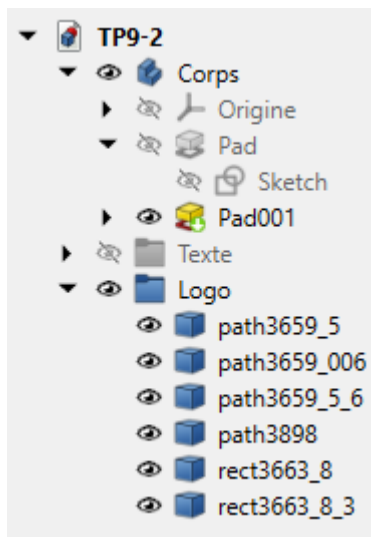 TP9-2
Corps
Origine
Pad
Sketch
Pad001
Texte
Logo
path3659_5
path3659_006
path3659_5_6
path3898
rect3663_8
rect3663_8_3